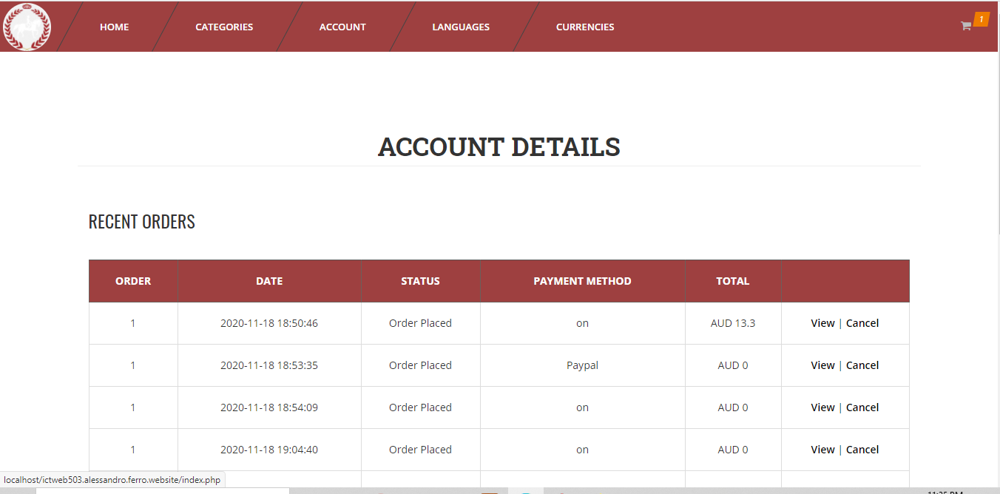 HOME CATEGORIES ACCOUNT LANGUAGES CURRENCIES 1
ACCOUNT DETAILS
RECENT ORDERS
ORDER DATE STATUS PAYMENT METHOD TOTAL
1 2020-11-18 18:50:46 Order Placed on AUD 13.3 View | Cancel
1 2020-11-18 18:53:35 Order Placed Paypal AUD 0 View | Cancel
1 2020-11-18 18:54:09 Order Placed on AUD 0 View | Cancel
1 2020-11-18 19:04:40 Order Placed on AUD 0 View | Cancel
localhost/ictweb503.alessandro.ferro.website/index.php